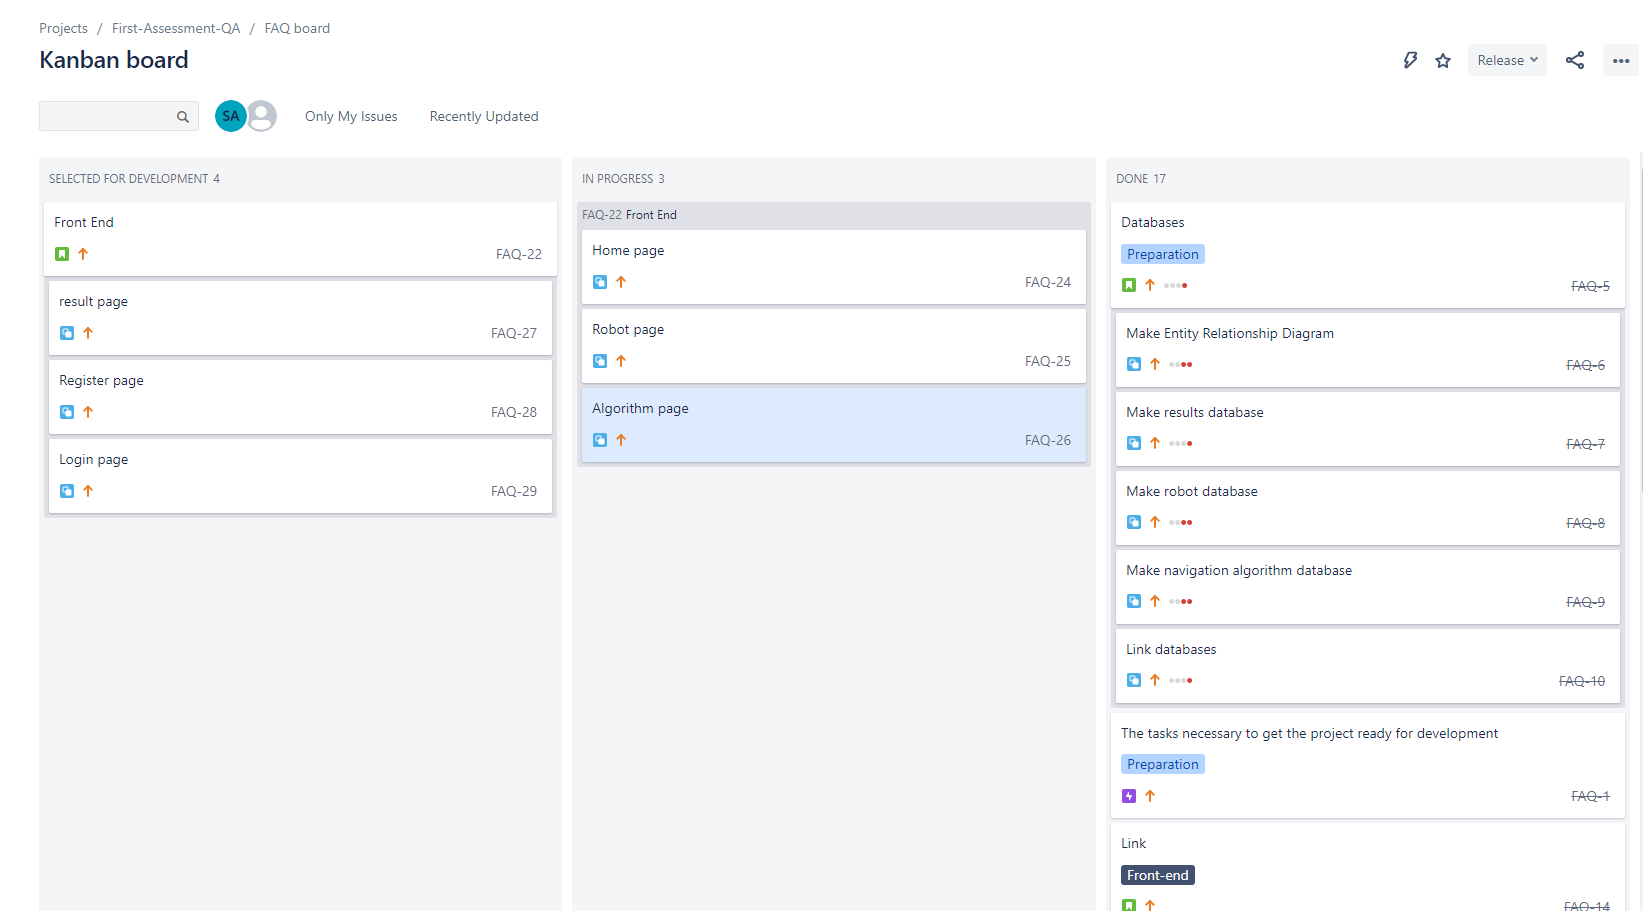 Projects / First-Assessment-QA / FAQ board
Kanban board
Release
SA
Only My Issues
Recently Updated
SELECTED FOR DEVELOPMENT 4
Front End
FAQ-22
result page
FAQ-27
Register page
FAQ-28
Login page
FAQ-29
IN PROGRESS 3
FAQ-22 Front End
Home page
FAQ-24
Robot page
FAQ-25
Algorithm page
FAQ-26
DONE 17
Databases
Preparation
FAQ-5
Make Entity Relationship Diagram
FAQ-6
Make results database
FAQ-7
Make robot database
FAQ-8
Make navigation algorithm database
FAQ-9
Link databases
FAQ-10
The tasks necessary to get the project ready for development
Preparation
FAQ-1
Link
Front-end
FAQ-14